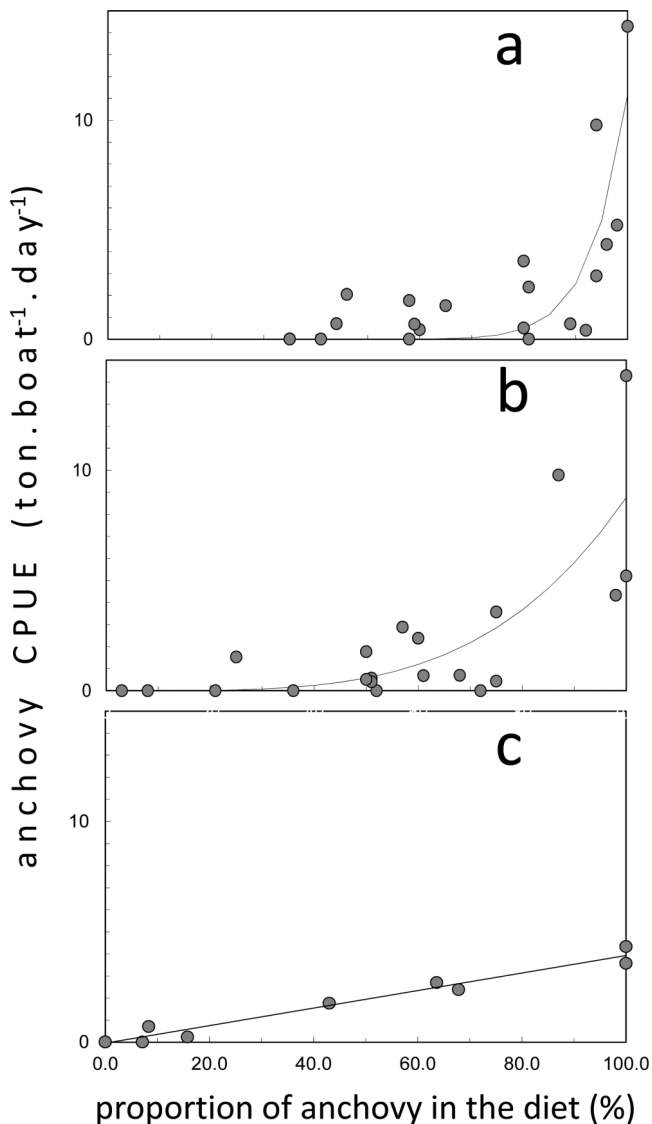 anchovy CPUE (ton.boat⁻¹.day⁻¹)
a
10
0
b
10
0
c
10
0
0.0 20.0 40.0 60.0 80.0 100.0
proportion of anchovy in the diet (%)